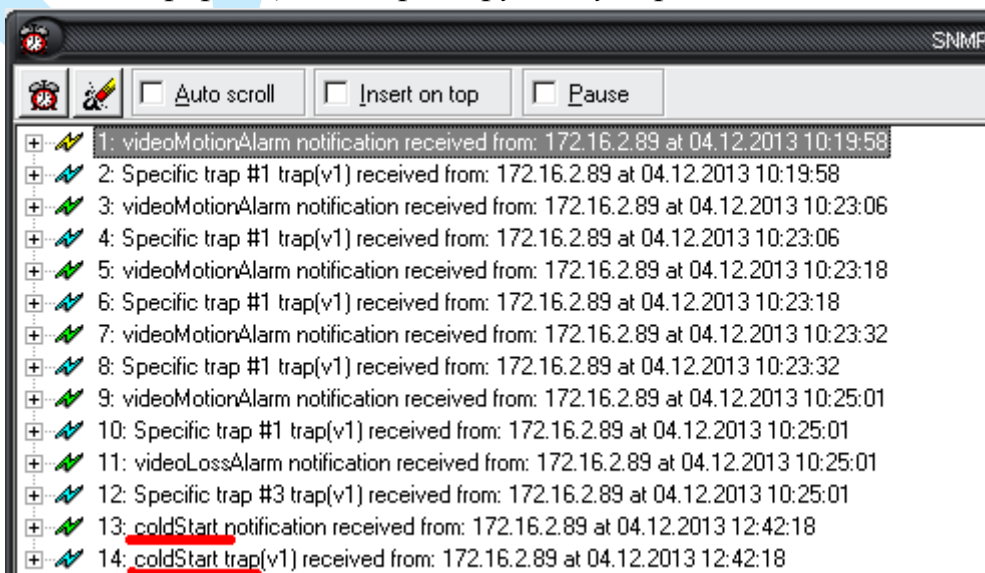 SNMP
Auto scroll Insert on top Pause
1: videoMotionAlarm notification received from: 172.16.2.89 at 04.12.2013 10:19:58
2: Specific trap #1 trap(v1) received from: 172.16.2.89 at 04.12.2013 10:19:58
3: videoMotionAlarm notification received from: 172.16.2.89 at 04.12.2013 10:23:06
4: Specific trap #1 trap(v1) received from: 172.16.2.89 at 04.12.2013 10:23:06
5: videoMotionAlarm notification received from: 172.16.2.89 at 04.12.2013 10:23:18
6: Specific trap #1 trap(v1) received from: 172.16.2.89 at 04.12.2013 10:23:18
7: videoMotionAlarm notification received from: 172.16.2.89 at 04.12.2013 10:23:32
8: Specific trap #1 trap(v1) received from: 172.16.2.89 at 04.12.2013 10:23:32
9: videoMotionAlarm notification received from: 172.16.2.89 at 04.12.2013 10:25:01
10: Specific trap #1 trap(v1) received from: 172.16.2.89 at 04.12.2013 10:25:01
11: videoLossAlarm notification received from: 172.16.2.89 at 04.12.2013 10:25:01
12: Specific trap #3 trap(v1) received from: 172.16.2.89 at 04.12.2013 10:25:01
13: coldStart notification received from: 172.16.2.89 at 04.12.2013 12:42:18
14: coldStart trap(v1) received from: 172.16.2.89 at 04.12.2013 12:42:18